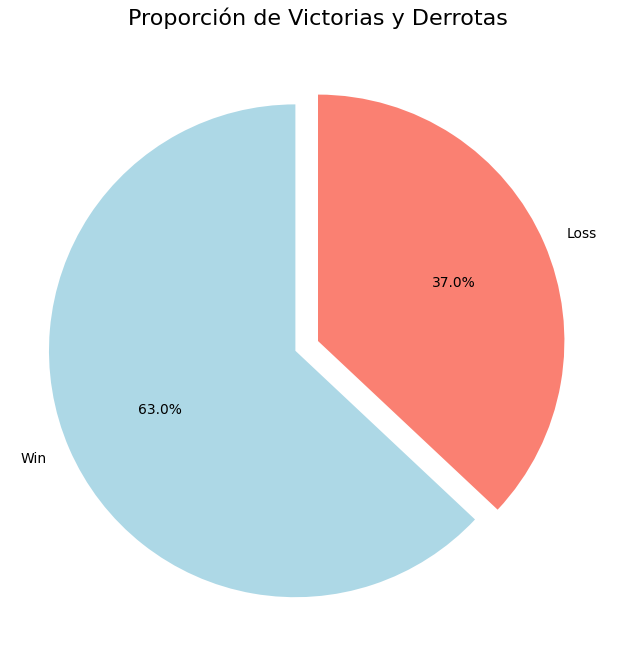 Proporción de Victorias y Derrotas
Loss
37.0%
63.0%
Win